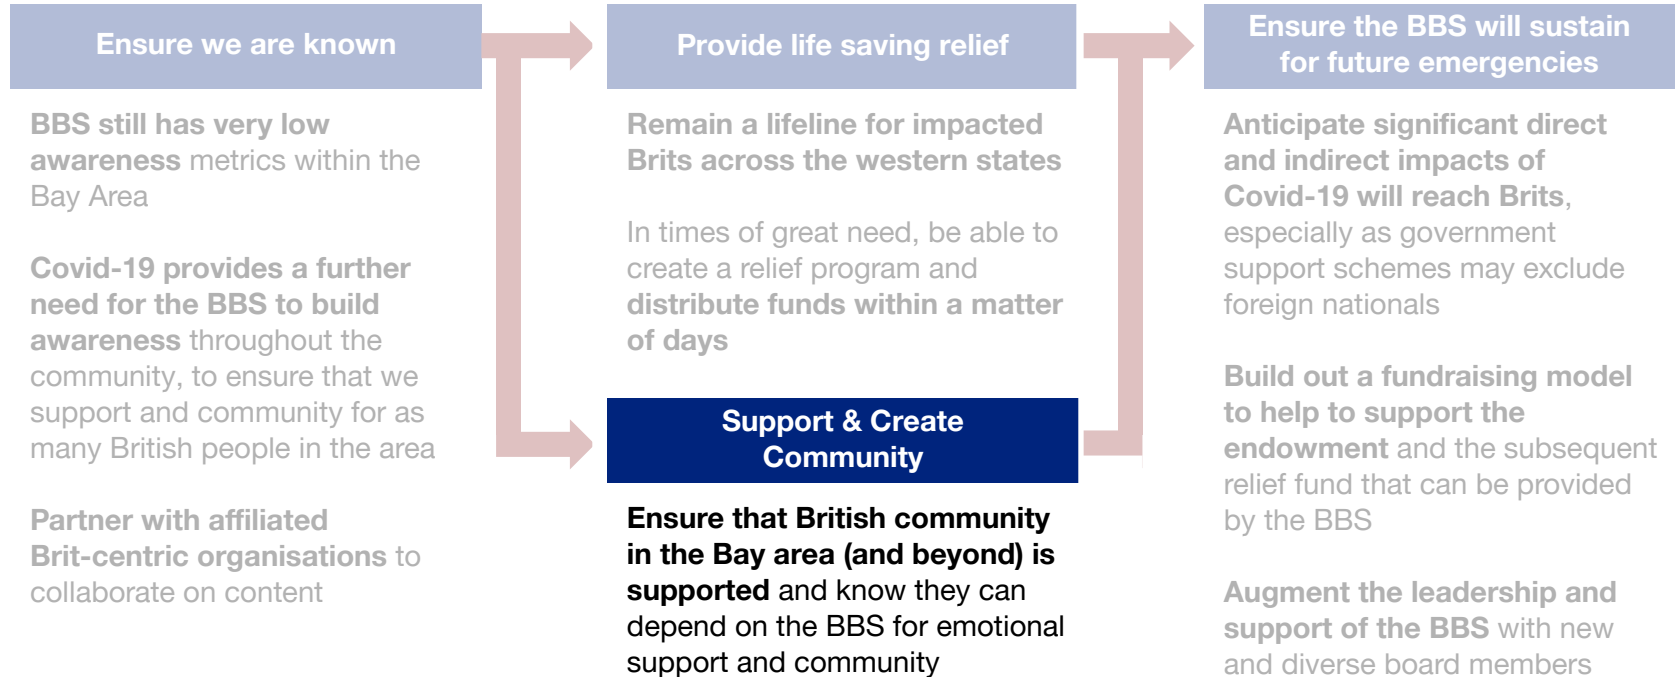 Ensure we are known
BBS still has very low
awareness metrics within the
Bay Area
Covid-19 provides a further
need for the BBS to build
awareness throughout the
community, to ensure that we
support and community for as
many British people in the area
Partner with affiliated
Brit-centric organisations to
collaborate on content
Provide life saving relief
Remain a lifeline for impacted
Brits across the western states
In times of great need, be able to
create a relief program and
distribute funds within a matter
of days
Support & Create
Community
Ensure that British community
in the Bay area (and beyond) is
supported and know they can
depend on the BBS for emotional
support and community
Ensure the BBS will sustain
for future emergencies
Anticipate significant direct
and indirect impacts of
Covid-19 will reach Brits,
especially as government
support schemes may exclude
foreign nationals
Build out a fundraising model
to help to support the
endowment and the subsequent
relief fund that can be provided
by the BBS
Augment the leadership and
support of the BBS with new
and diverse board members